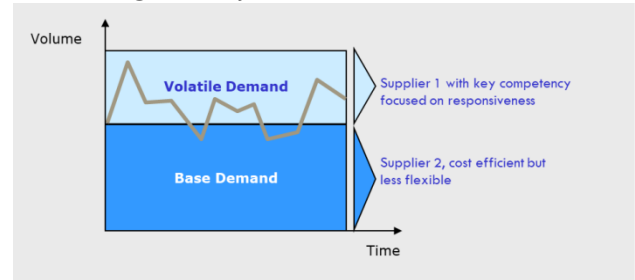 Volume
Volatile Demand
Supplier 1 with key competency
focused on responsiveness
Base Demand
Supplier 2, cost efficient but
less flexible
Time